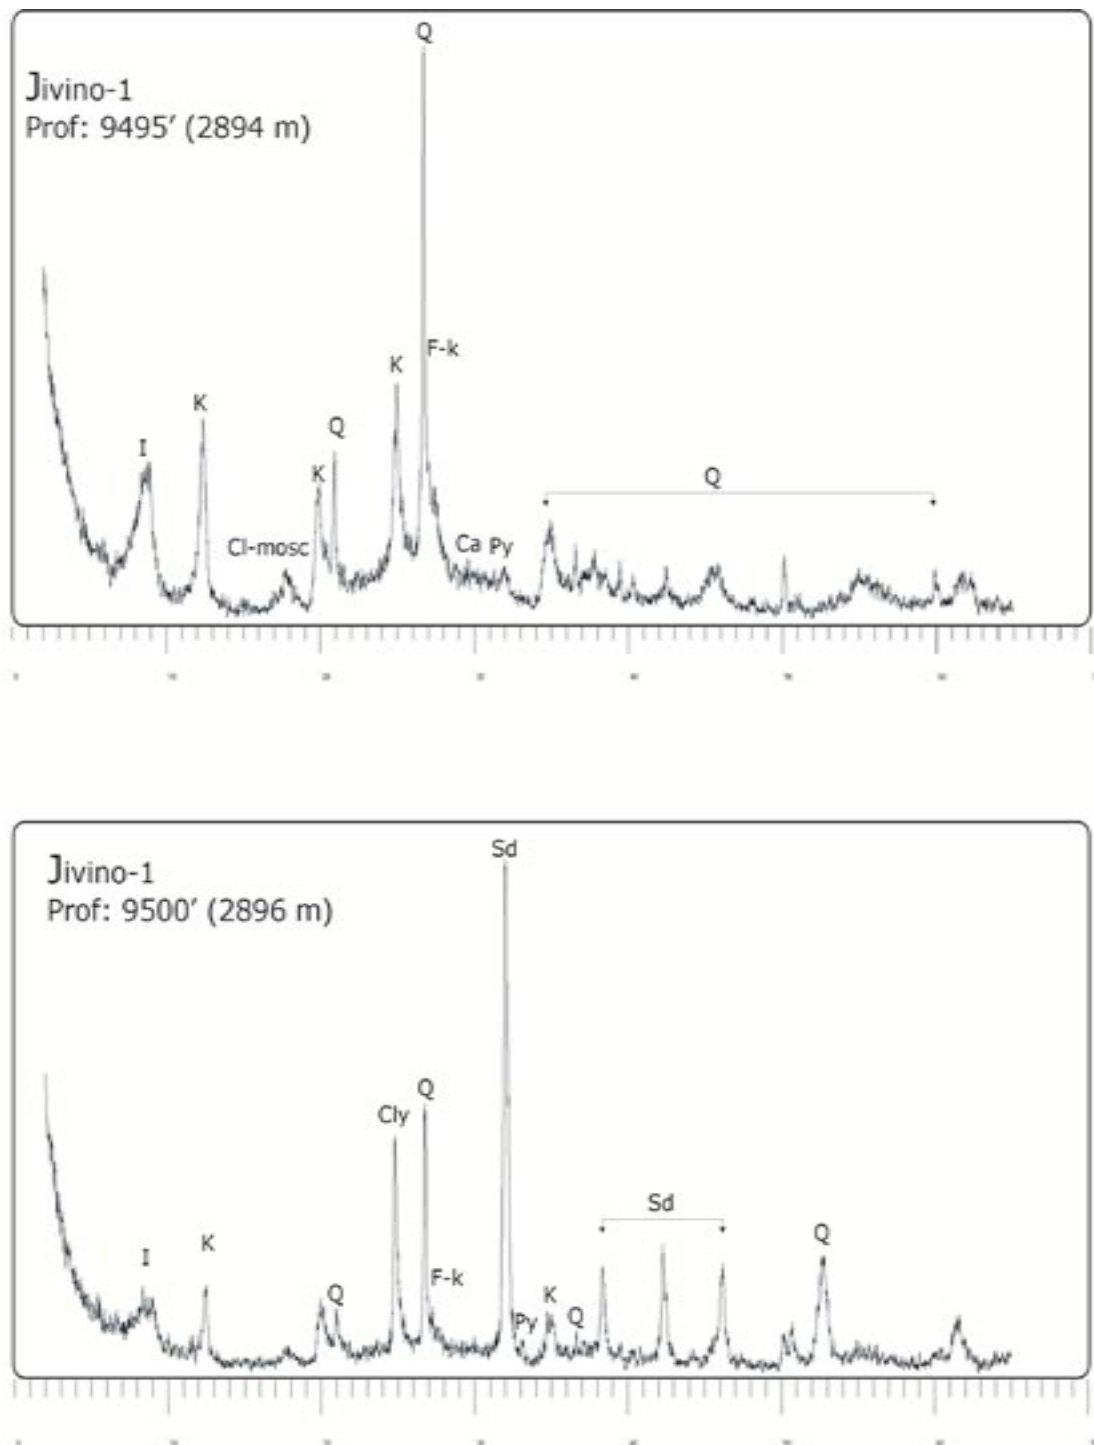 Q
Jivino-1
Prof: 9495' (2894 m)
F-k
K
K
Q
I
K
Q
Cl-mosc
Ca Py
Sd
Jivino-1
Prof: 9500' (2896 m)
Q
Cly
Sd
Q
K
I
F-k
Q
K
Py
Q